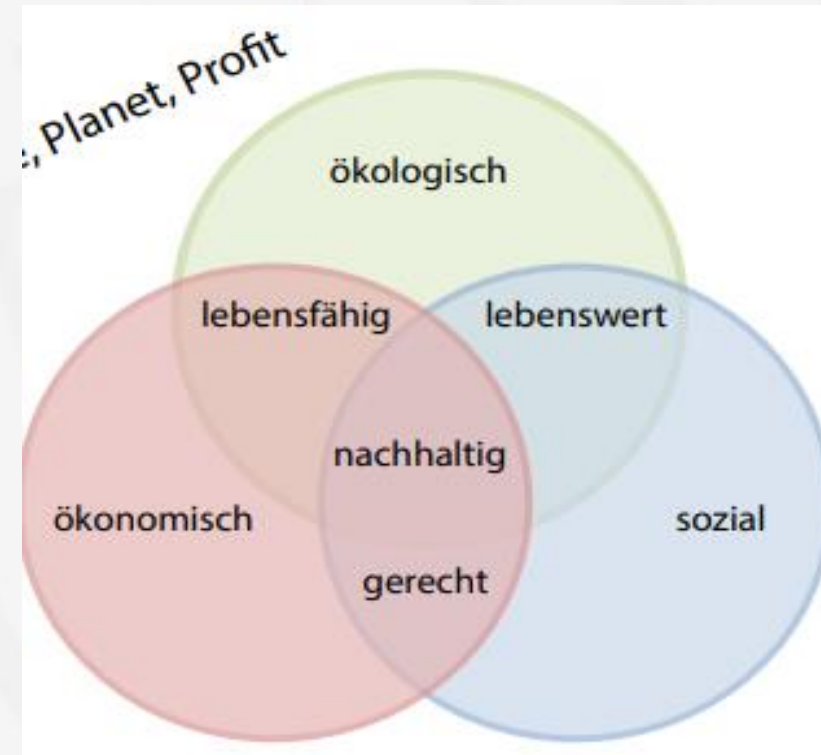 , Planet, Profit
ökologisch
lebensfähig lebenswert
nachhaltig
ökonomisch sozial
gerecht